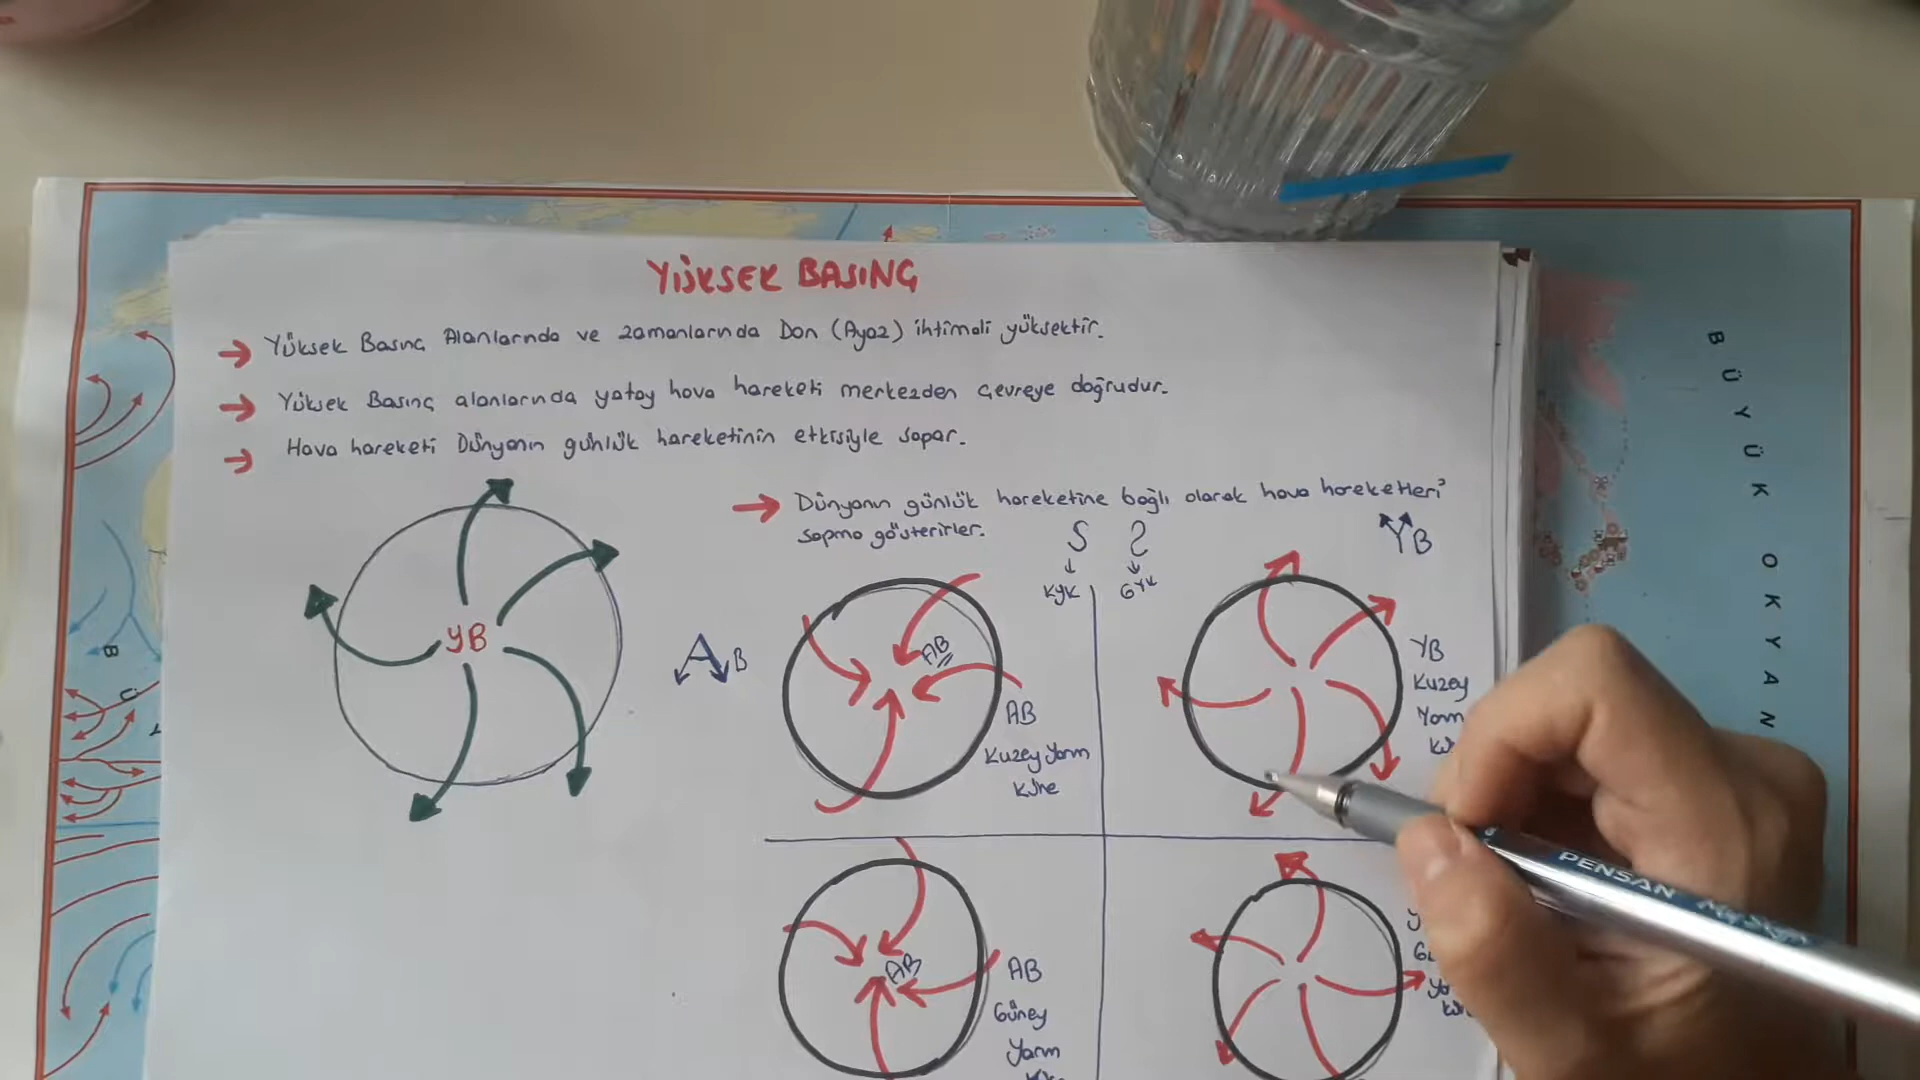 YÜKSEK BASINÇ
→ Yüksek Basınç Alanlarında ve zamanlarında Don (Ayaz) ihtimali yüksektir.
→ Yüksek Basınç alanlarında yatay hava hareketi merkezden çevreye doğrudur.
→ Hava hareketi Dünyanın günlük hareketinin etkisiyle sapar.
→ Dünyanın günlük hareketine bağlı olarak hava hareketleri
sapma gösterirler.
S
KYK
GYK
YB
YB
AB
AB
AB
Kuzey Yarım
Küre
YB
Kuzey
Yarım
AB
AB
Güney
Yarım
PENSAN
My
BÜYÜK OKYAN
B
Ü